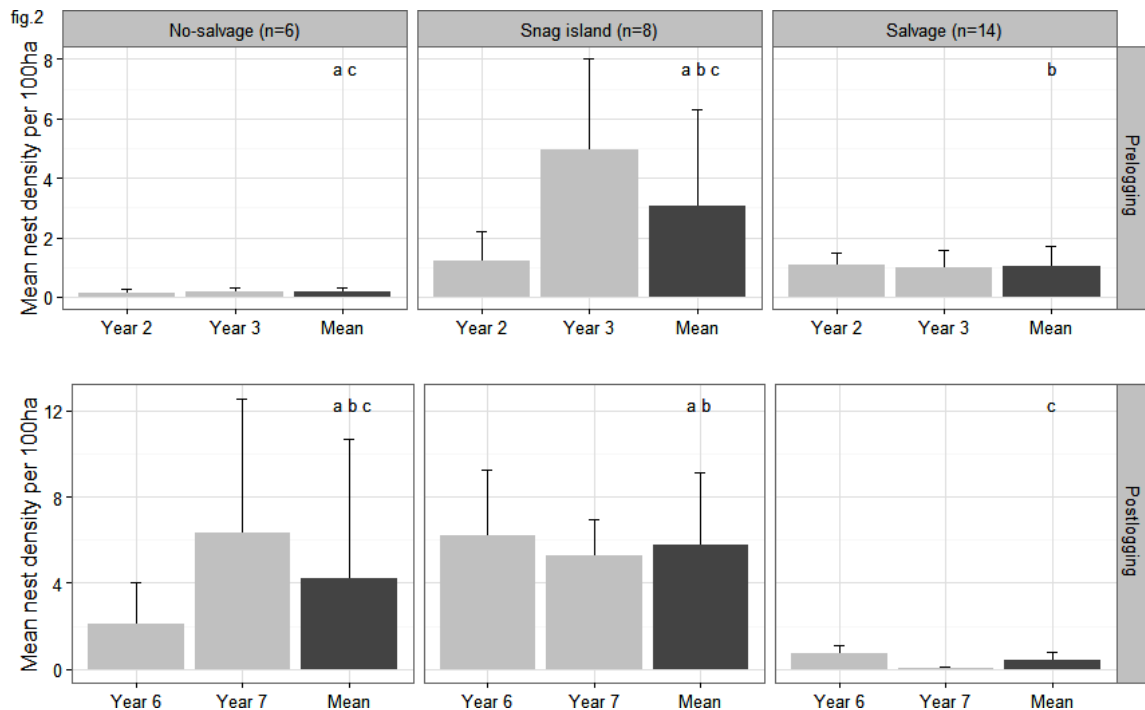 fig.2
No-salvage (n=6) Snag island (n=8) Salvage (n=14)
Mean nest density per 100ha
8
6
4
2
0
a c
a b c
b
Prelogging
Year 2 Year 3 Mean Year 2 Year 3 Mean Year 2 Year 3 Mean
Mean nest density per 100ha
12
8
4
0
a b c
a b
c
Postlogging
Year 6 Year 7 Mean Year 6 Year 7 Mean Year 6 Year 7 Mean